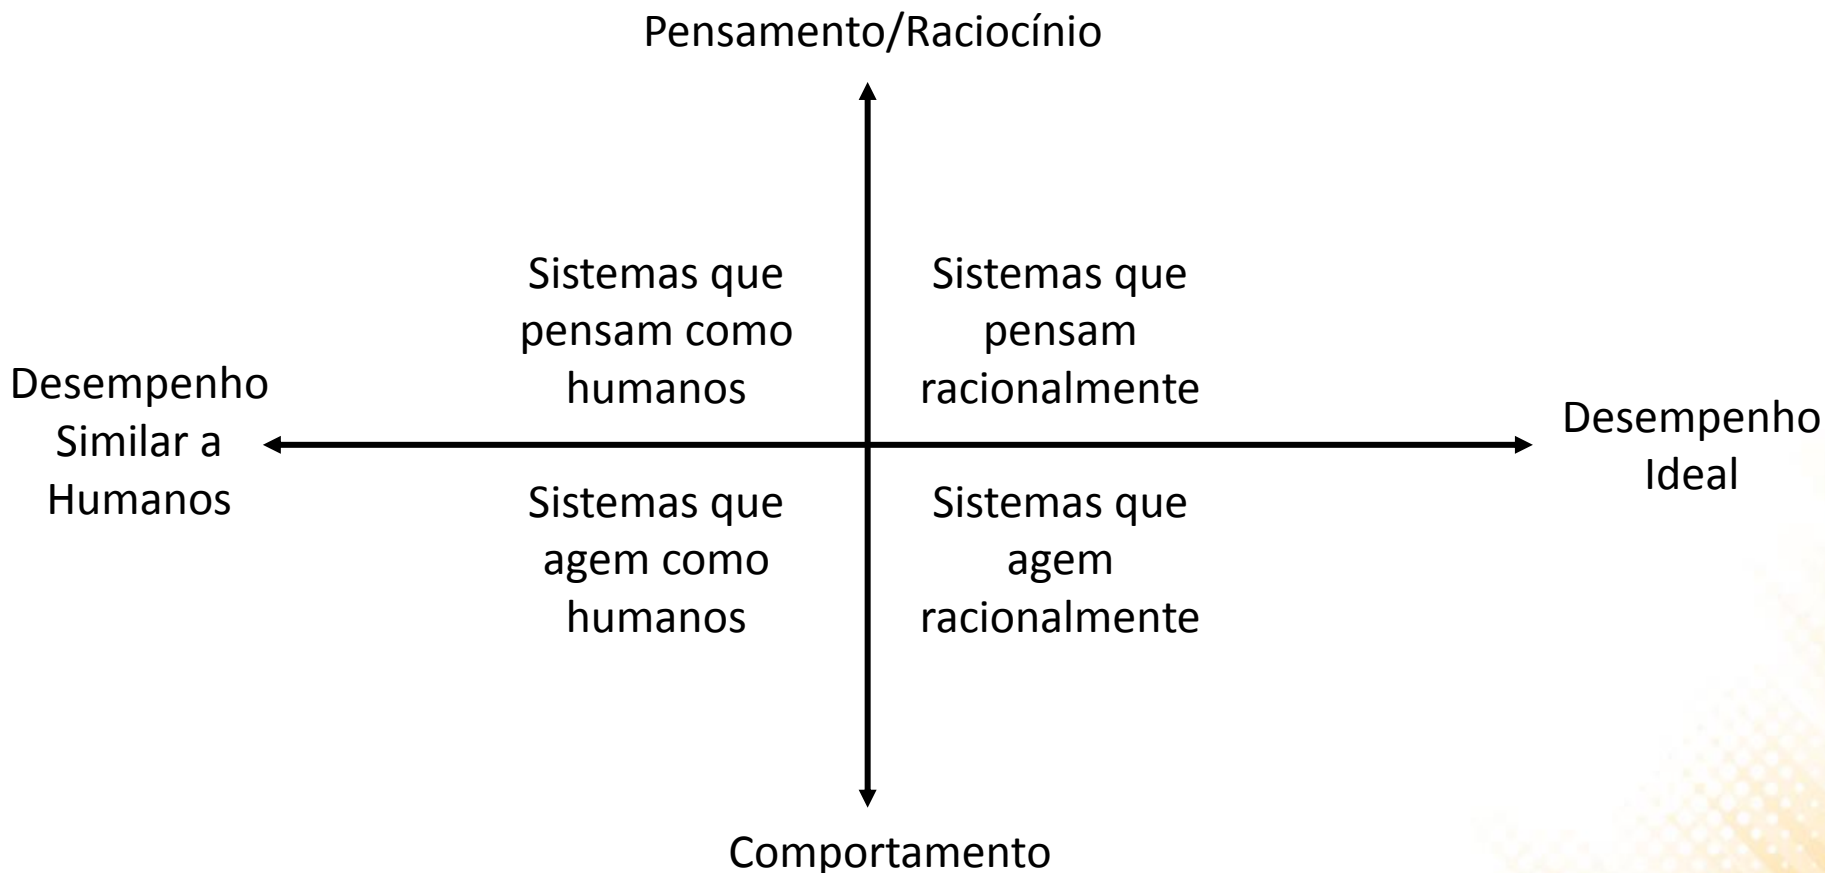 Pensamento/Raciocínio
Sistemas que
pensam como
humanos
Sistemas que
pensam
racionalmente
Desempenho
Similar a
Humanos
Desempenho
Ideal
Sistemas que
agem como
humanos
Sistemas que
agem
racionalmente
Comportamento